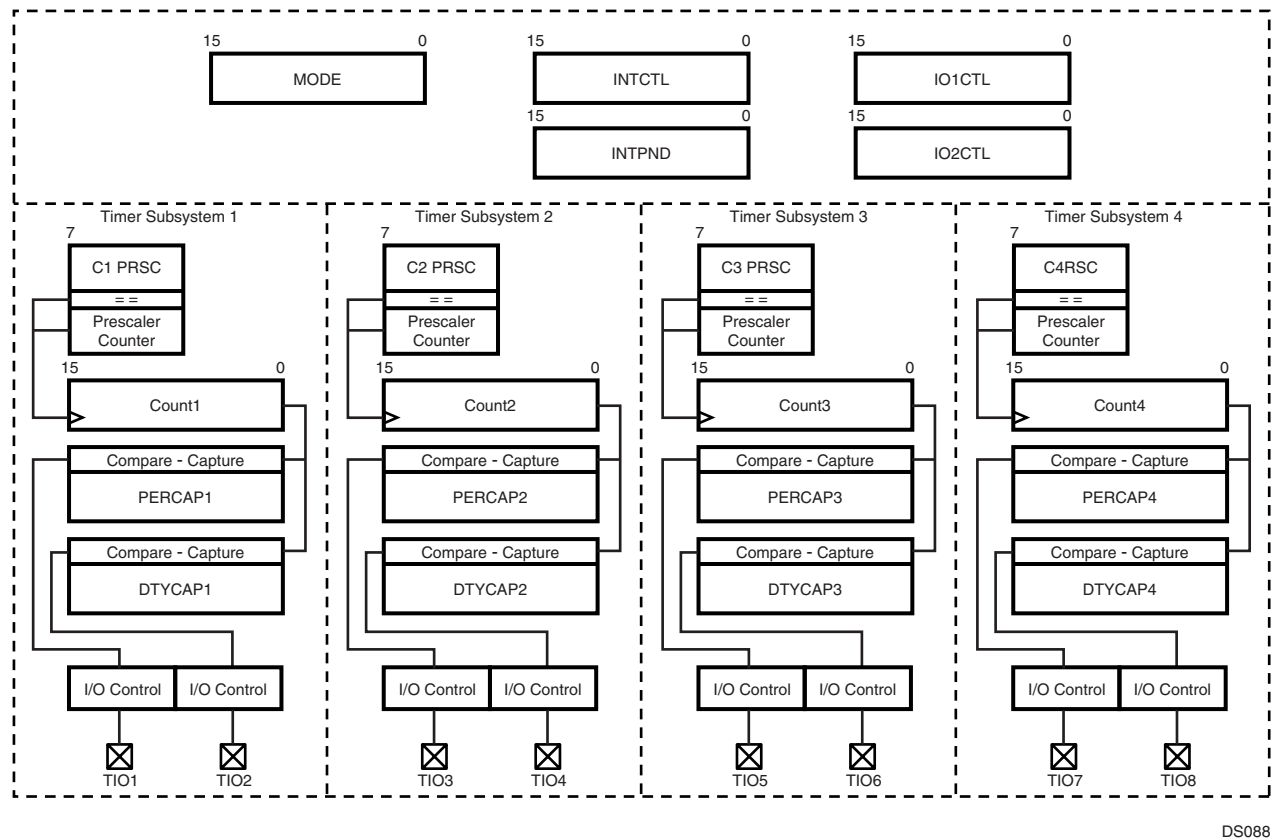 15 0 15 0 15 0
MODE INTCTL IO1CTL
15 0 15 0
INTPND IO2CTL
Timer Subsystem 1 Timer Subsystem 2 Timer Subsystem 3 Timer Subsystem 4
7 7 7 7
C1 PRSC C2 PRSC C3 PRSC C4RSC
= = = = = = = =
Prescaler Prescaler Prescaler Prescaler
Counter Counter Counter Counter
15 0 15 0 15 0 15 0
Count1 Count2 Count3 Count4
Compare - Capture Compare - Capture Compare - Capture Compare - Capture
PERCAP1 PERCAP2 PERCAP3 PERCAP4
Compare - Capture Compare - Capture Compare - Capture Compare - Capture
DTYCAP1 DTYCAP2 DTYCAP3 DTYCAP4
I/O Control I/O Control I/O Control I/O Control I/O Control I/O Control I/O Control I/O Control
TIO1 TIO2 TIO3 TIO4 TIO5 TIO6 TIO7 TIO8
DS088